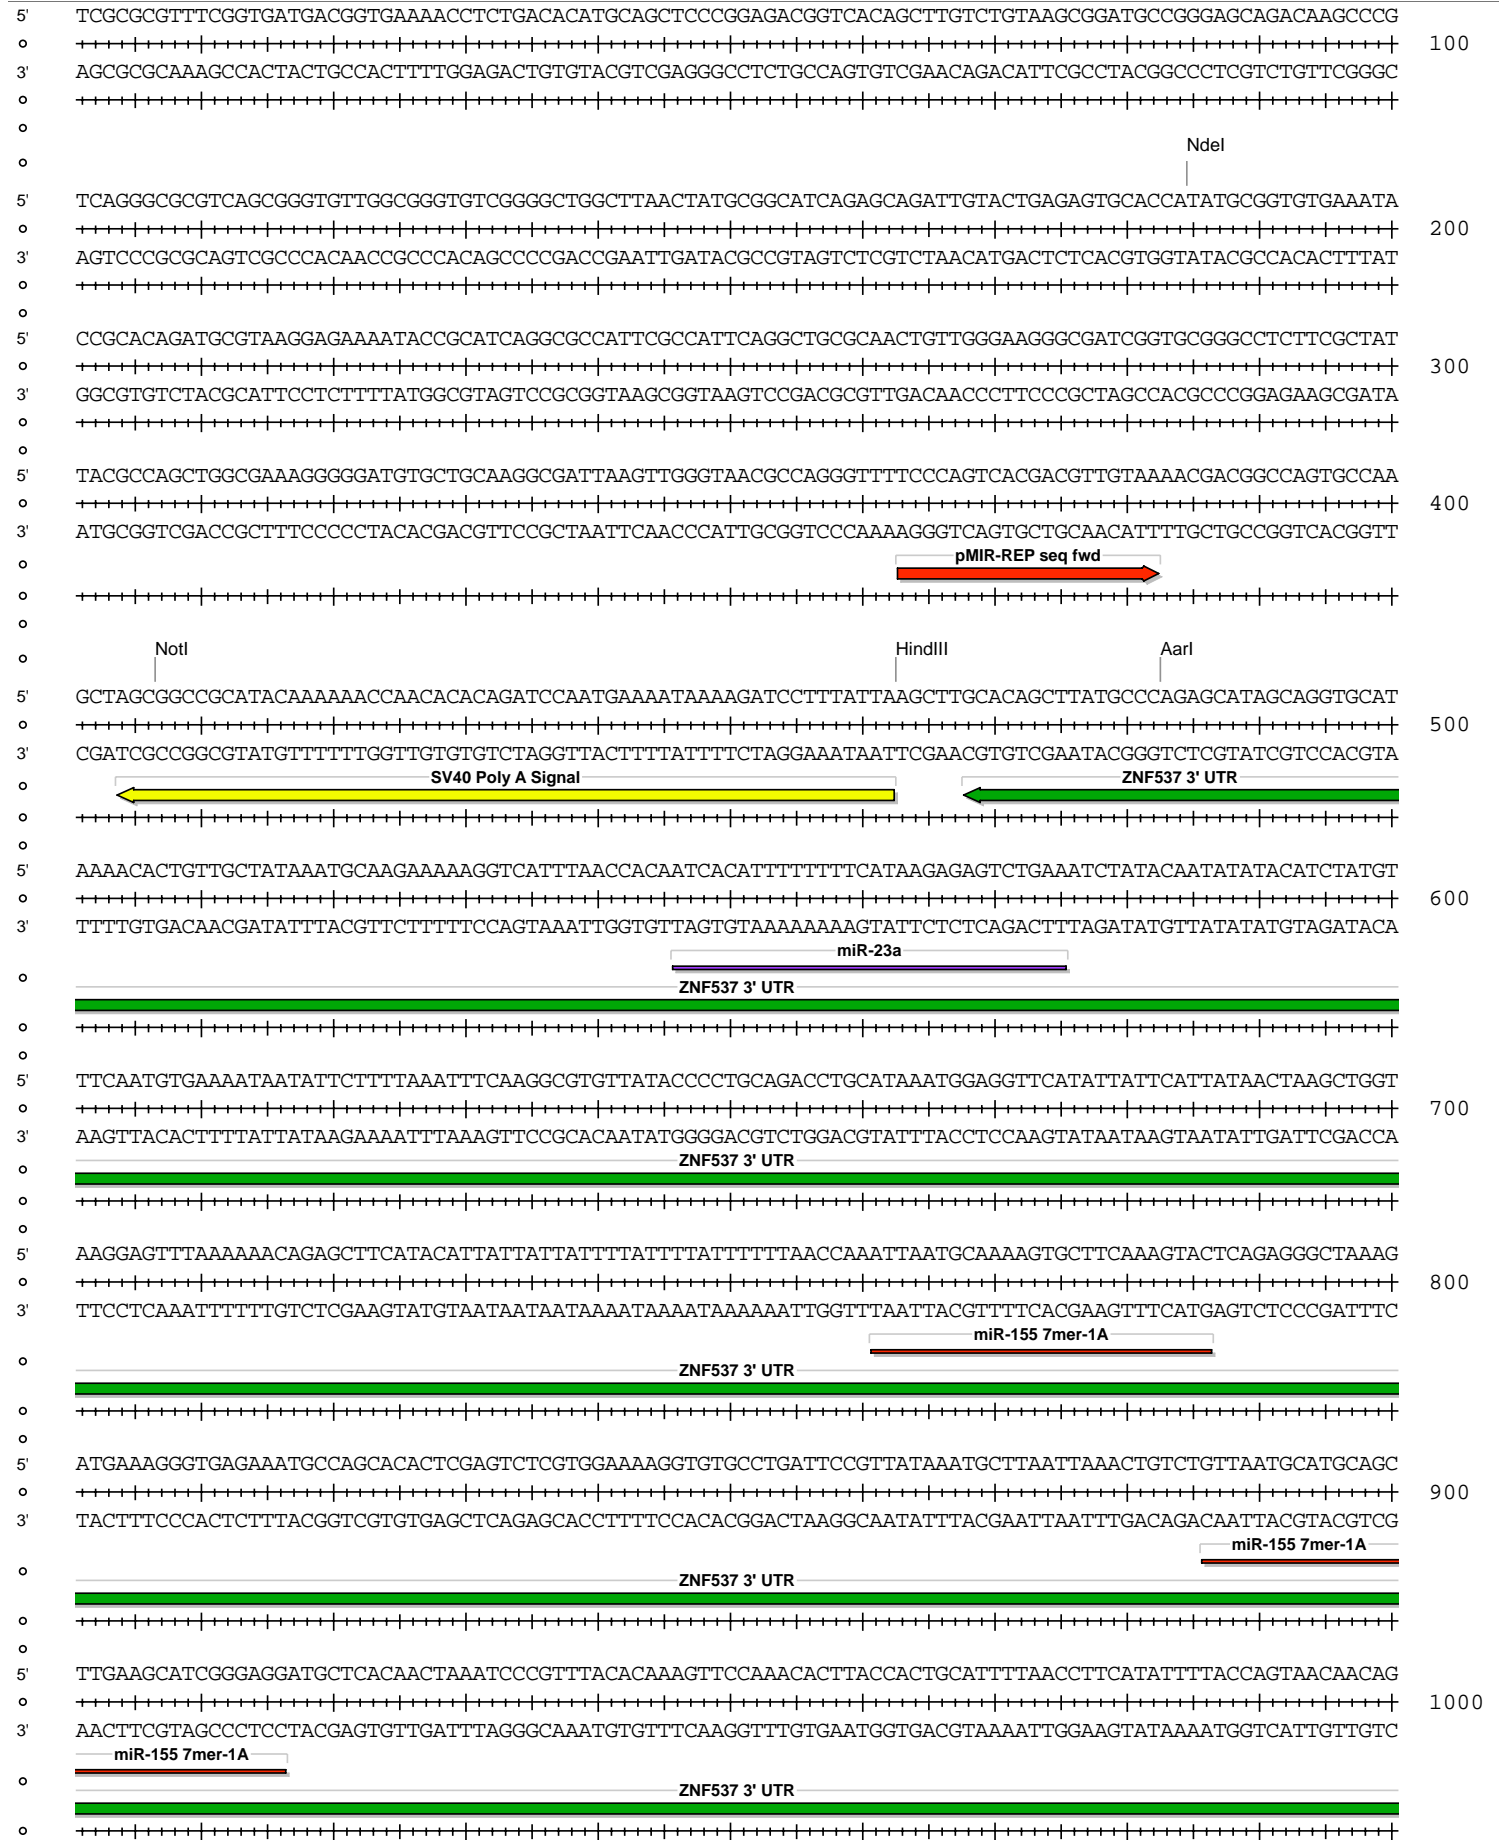 5' TCGCGCGTTTCGGTGATGACGGTGAAAACCTCTGACACATGCAGCTCCCGGAGACGGTCACAGCTTGTCTGTAAGCGGATGCCGGGAGCAGACAAGCCCG
100
3' AGCGCGCAAAGCCACTACTGCCACTTTTGGAGACTGTGTACGTCGAGGGCCTCTGCCAGTGTCGAACAGACATTCGCCTACGGCCCTCGTCTGTTCGGGC
NdeI
5' TCAGGGCGCGTCAGCGGGTGTTGGCGGGTGTCGGGGCTGGCTTAACTATGCGGCATCAGAGCAGATTGTACTGAGAGTGCACCATATGCGGTGTGAAATA
200
3' AGTCCCGCGCAGTCGCCCACAACCGCCCACAGCCCCGACCGAATTGATACGCCGTAGTCTCGTCTAACATGACTCTCACGTGGTATACGCCACACTTTAT
5' CCGCACAGATGCGTAAGGAGAAAATACCGCATCAGGCGCCATTCGCCATTCAGGCTGCGCAACTGTTGGGAAGGGCGATCGGTGCGGGCCTCTTCGCTAT
300
3' GGCGTGTCTACGCATTCCTCTTTTATGGCGTAGTCCGCGGTAAGCGGTAAGTCCGACGCGTTGACAACCCTTCCCGCTAGCCACGCCCGGAGAAGCGATA
5' TACGCCAGCTGGCGAAAGGGGGATGTGCTGCAAGGCGATTAAGTTGGGTAACGCCAGGGTTTTCCCAGTCACGACGTTGTAAAACGACGGCCAGTGCCAA
400
3' ATGCGGTCGACCGCTTTCCCCCTACACGACGTTCCGCTAATTCAACCCATTGCGGTCCCAAAAGGGTCAGTGCTGCAACATTTTGCTGCCGGTCACGGTT
pMIR-REP seq fwd
NotI HindIII AarI
5' GCTAGCGGCCGCATACAAAAAACCAACACACAGATCCAATGAAAATAAAAGATCCTTTATTAAGCTTGCACAGCTTATGCCCAGAGCATAGCAGGTGCAT
500
3' CGATCGCCGGCGTATGTTTTTTGGTTGTGTGTCTAGGTTACTTTTATTTTCTAGGAAATAATTCGAACGTGTCGAATACGGGTCTCGTATCGTCCACGTA
SV40 Poly A Signal ZNF537 3' UTR
5' AAAACACTGTTGCTATAAATGCAAGAAAAAGGTCATTTAACCACAATCACATTTTTTTTCATAAGAGAGTCTGAAATCTATACAATATATACATCTATGT
600
3' TTTTGTGACAACGATATTTACGTTCTTTTTCCAGTAAATTGGTGTTAGTGTAAAAAAAAGTATTCTCTCAGACTTTAGATATGTTATATATGTAGATACA
miR-23a
ZNF537 3' UTR
5' TTCAATGTGAAAATAATATTCTTTTAAATTTCAAGGCGTGTTATACCCCTGCAGACCTGCATAAATGGAGGTTCATATTATTCATTATAACTAAGCTGGT
700
3' AAGTTACACTTTTATTATAAGAAAATTTAAAGTTCCGCACAATATGGGGACGTCTGGACGTATTTACCTCCAAGTATAATAAGTAATATTGATTCGACCA
ZNF537 3' UTR
5' AAGGAGTTTAAAAAACAGAGCTTCATACATTATTATTATTTTATTTTATTTTTTAACCAAATTAATGCAAAAGTGCTTCAAAGTACTCAGAGGGCTAAAG
800
3' TTCCTCAAATTTTTTGTCTCGAAGTATGTAATAATAATAAAATAAAATAAAAAATTGGTTTAATTACGTTTTCACGAAGTTTCATGAGTCTCCCGATTTC
miR-155 7mer-1A
ZNF537 3' UTR
5' ATGAAAGGGTGAGAAATGCCAGCACACTCGAGTCTCGTGGAAAAGGTGTGCCTGATTCCGTTATAAATGCTTAATTAAACTGTCTGTTAATGCATGCAGC
900
3' TACTTTCCCACTCTTTACGGTCGTGTGAGCTCAGAGCACCTTTTCCACACGGACTAAGGCAATATTTACGAATTAATTTGACAGACAATTACGTACGTCG
miR-155 7mer-1A
ZNF537 3' UTR
5' TTGAAGCATCGGGAGGATGCTCACAACTAAATCCCGTTTACACAAAGTTCCAAACACTTACCACTGCATTTTAACCTTCATATTTTACCAGTAACAACAG
1000
3' AACTTCGTAGCCCTCCTACGAGTGTTGATTTAGGGCAAATGTGTTTCAAGGTTTGTGAATGGTGACGTAAAATTGGAAGTATAAAATGGTCATTGTTGTC
miR-155 7mer-1A
ZNF537 3' UTR